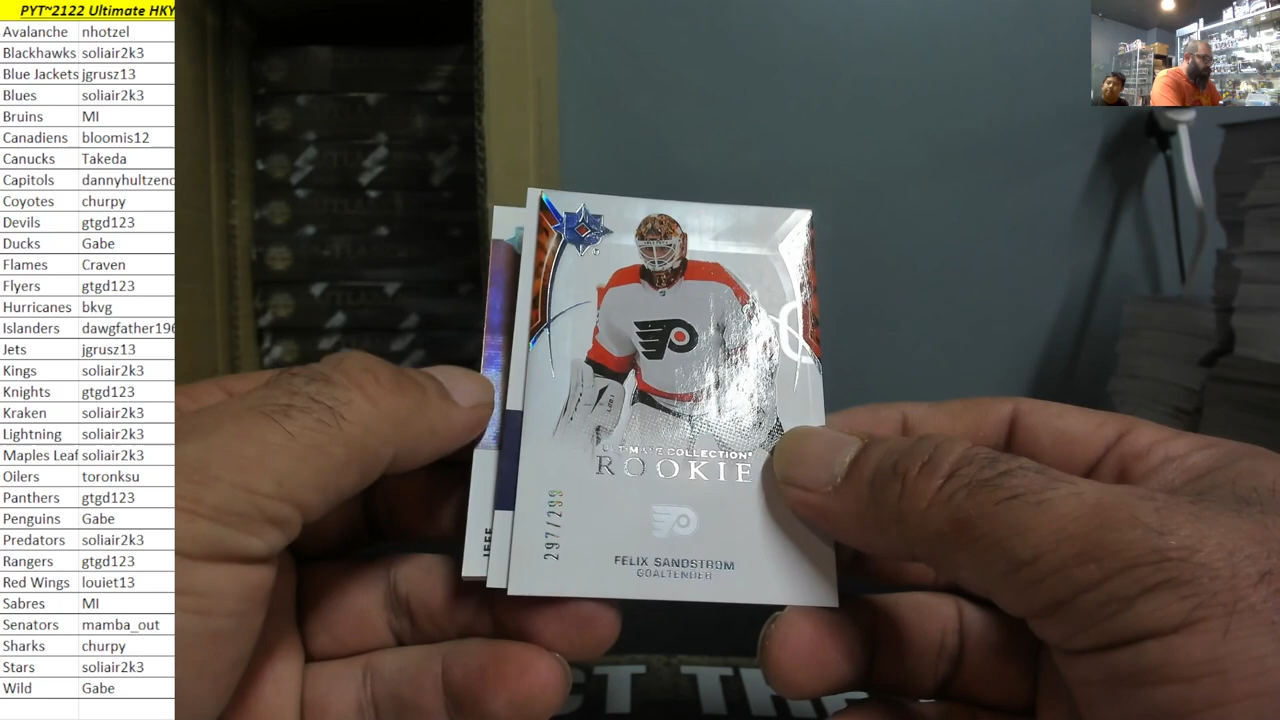 PYT~2122 Ultimate HKY
Avalanche nhotzel
Blackhawks soliair2k3
Blue Jackets jgrusz13
Blues soliair2k3
Bruins MI
Canadiens bloomis12
Canucks Takeda
Capitols dannyhultzen
Coyotes churpy
Devils gtgd123
Ducks Gabe
Flames Craven
Flyers gtgd123
Hurricanes bkvg
Islanders dawgfather196
Jets jgrusz13
Kings soliair2k3
Knights gtgd123
Kraken soliair2k3
Lightning soliair2k3
Maples Leaf soliair2k3
Oilers toronksu
Panthers gtgd123
Penguins Gabe
Predators soliair2k3
Rangers gtgd123
Red Wings louiet13
Sabres MI
Senators mamba_out
Sharks churpy
Stars soliair2k3
Wild Gabe
ULTIMATE COLLECTION
ROOKIE
297/299
FELIX SANDSTROM
GOALTENDER
JEFF
CT TH